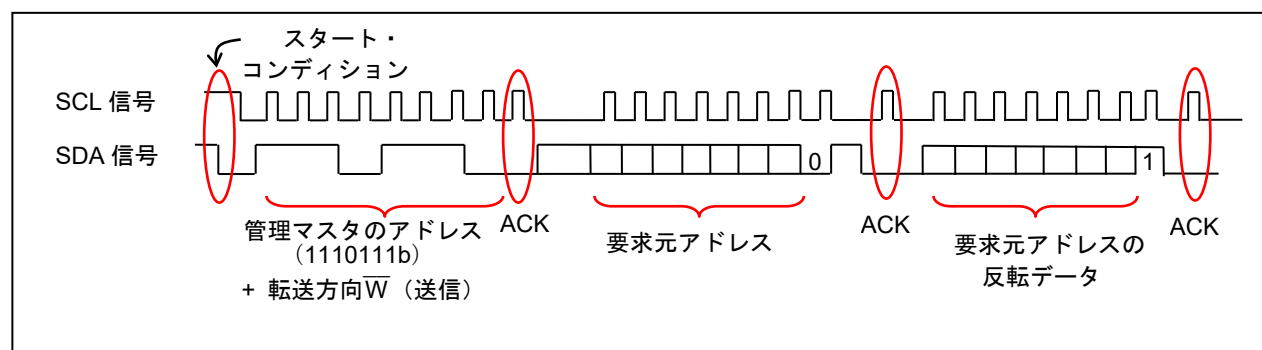 スタート・
コンディション
SCL 信号
SDA 信号
0
1
管理マスタのアドレス
(1110111b)
+ 転送方向W̅(送信)
ACK
要求元アドレス
ACK
要求元アドレスの
反転データ
ACK